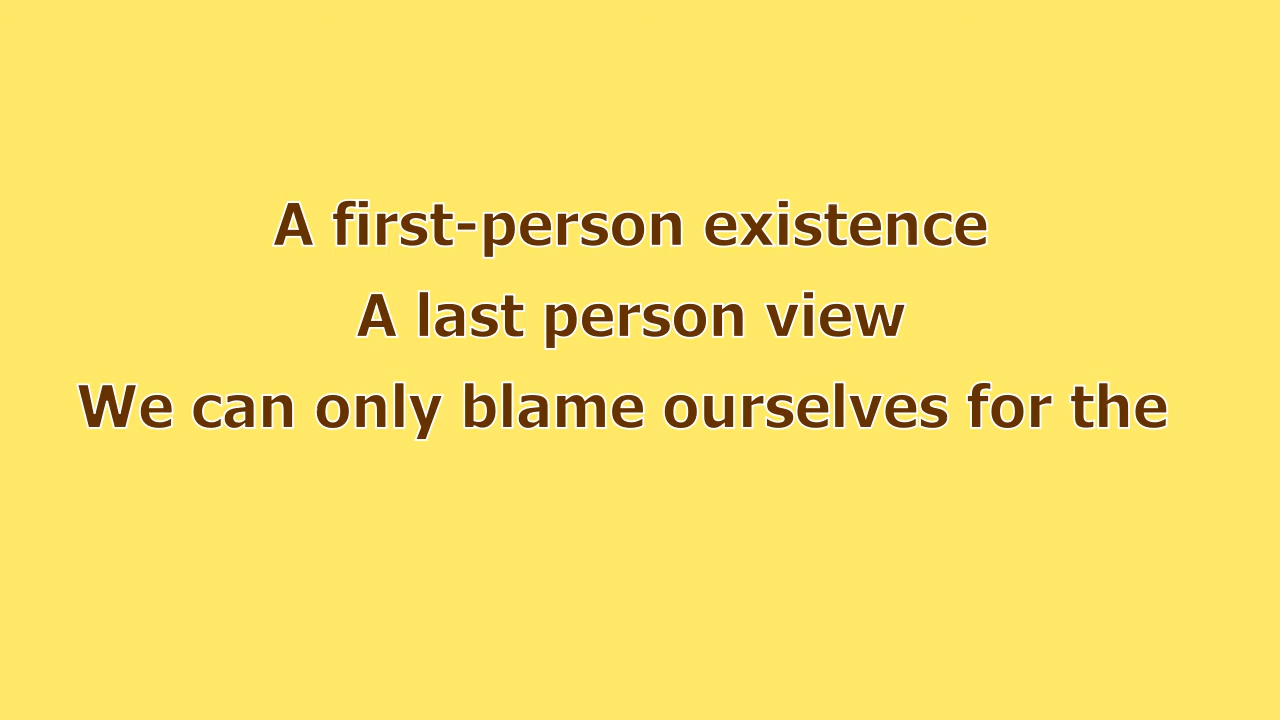 A first-person existence
A last person view
We can only blame ourselves for the